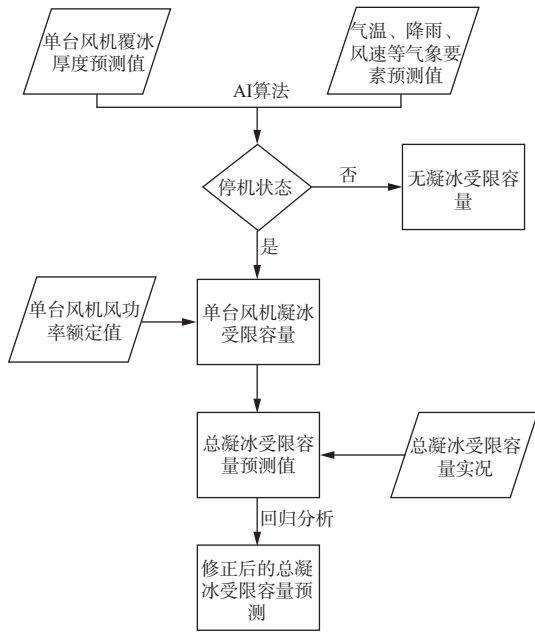 单台风机覆冰
厚度预测值
气温、降雨、
风速等气象要
素预测值
AI算法
停机状态
否
无凝冰受限容
量
是
单台风机风功
率额定值
单台风机凝冰
受限容量
总凝冰受限容
量预测值
总凝冰受限容
量实况
回归分析
修正后的总凝
冰受限容量预
测